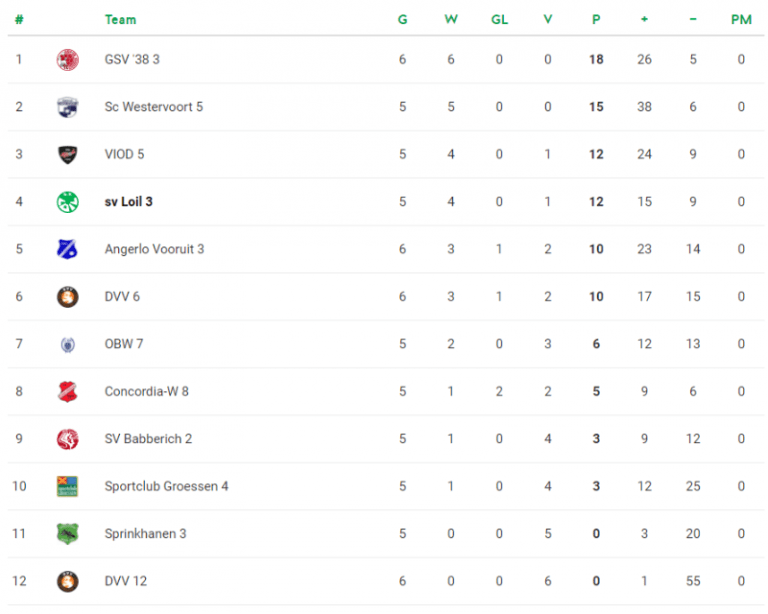 # Team G W GL V P + − PM
1 GSV '38 3 6 6 0 0 18 26 5 0
2 Sc Westervoort 5 5 5 0 0 15 38 6 0
3 VIOD 5 5 4 0 1 12 24 9 0
4 sv Loil 3 5 4 0 1 12 15 9 0
5 Angerlo Vooruit 3 6 3 1 2 10 23 14 0
6 DVV 6 6 3 1 2 10 17 15 0
7 OBW 7 5 2 0 3 6 12 13 0
8 Concordia-W 8 5 1 2 2 5 9 6 0
9 SV Babberich 2 5 1 0 4 3 9 12 0
10 Sportclub Groessen 4 5 1 0 4 3 12 25 0
11 Sprinkhanen 3 5 0 0 5 0 3 20 0
12 DVV 12 6 0 0 6 0 1 55 0